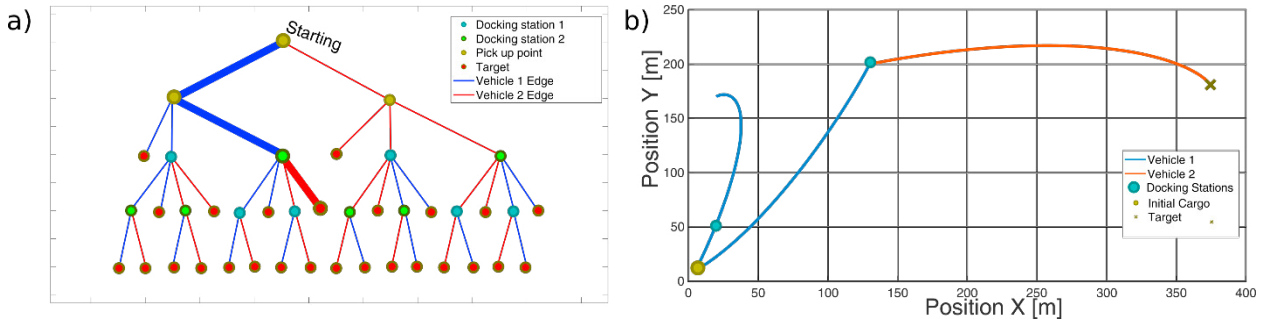 a)
Starting
Docking station 1
Docking station 2
Pick up point
Target
Vehicle 1 Edge
Vehicle 2 Edge
b)
Position Y [m]
250
200
150
100
50
0
0 50 100 150 200 250 300 350 400
Position X [m]
Vehicle 1
Vehicle 2
Docking Stations
Initial Cargo
Target